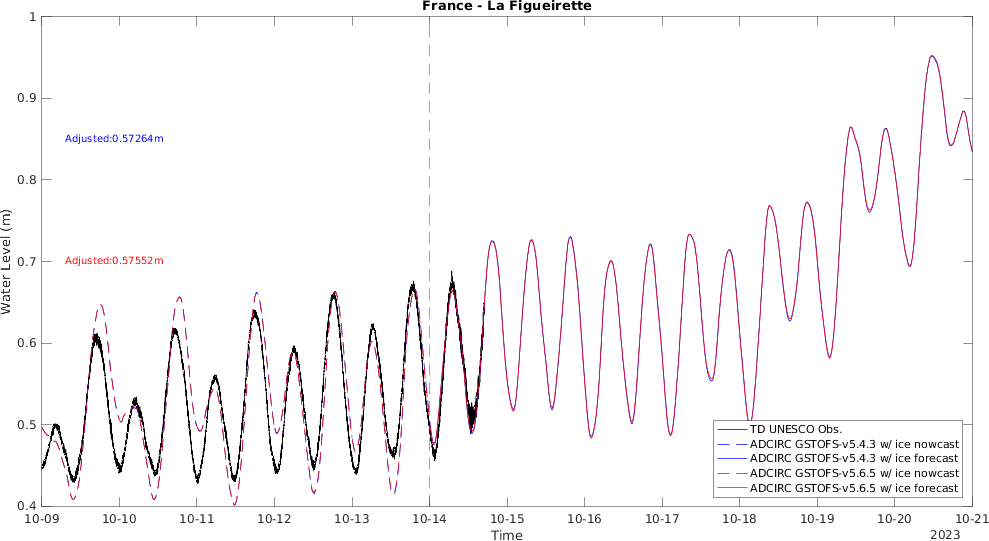 France - La Figueirette
1
0.9
0.8
0.7
0.6
0.5
0.4
Water Level (m)
Adjusted:0.57264m
Adjusted:0.57552m
TD UNESCO Obs.
ADCIRC GSTOFS-v5.4.3 w/ ice nowcast
ADCIRC GSTOFS-v5.4.3 w/ ice forecast
ADCIRC GSTOFS-v5.6.5 w/ ice nowcast
ADCIRC GSTOFS-v5.6.5 w/ ice forecast
10-09 10-10 10-11 10-12 10-13 10-14 10-15 10-16 10-17 10-18 10-19 10-20 10-21
Time
2023